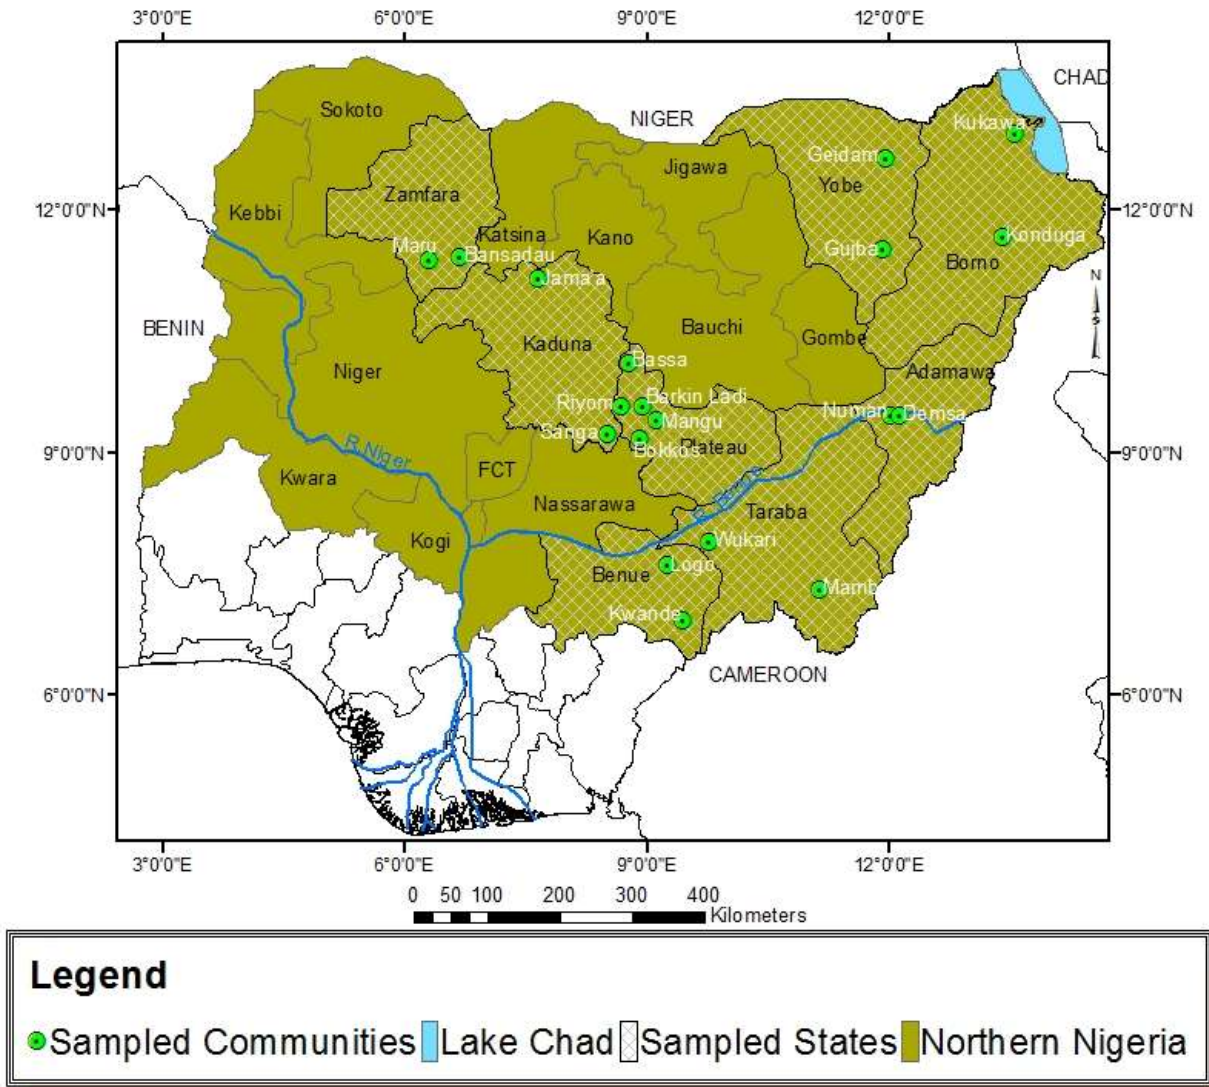 3°0'0"E 6°0'0"E 9°0'0"E 12°0'0"E
CHAD
Sokoto
NIGER
Kukawa
Geidam
Jigawa
Yobe
Zamfara
12°0'0"N 12°0'0"N
Kebbi
Katsina
Kano
Maru
Bansadau
Gujba
Konduga
Borno
Jama'a
N
S
BENIN
Bauchi
Gombe
Kaduna
Niger
Bassa
Adamawa
Riyom
Barkin Ladi
Numan
Demsa
Mangu
Sanga
Bokkos
Plateau
R.Niger
9°0'0"N 9°0'0"N
FCT
Kwara
Nassarawa
R. Benue
Taraba
Kogi
Wukari
Logo
Benue
Mamb
Kwande
CAMEROON
6°0'0"N 6°0'0"N
3°0'0"E 6°0'0"E 9°0'0"E 12°0'0"E
0 50 100 200 300 400
Kilometers
Legend
Sampled Communities Lake Chad Sampled States Northern Nigeria